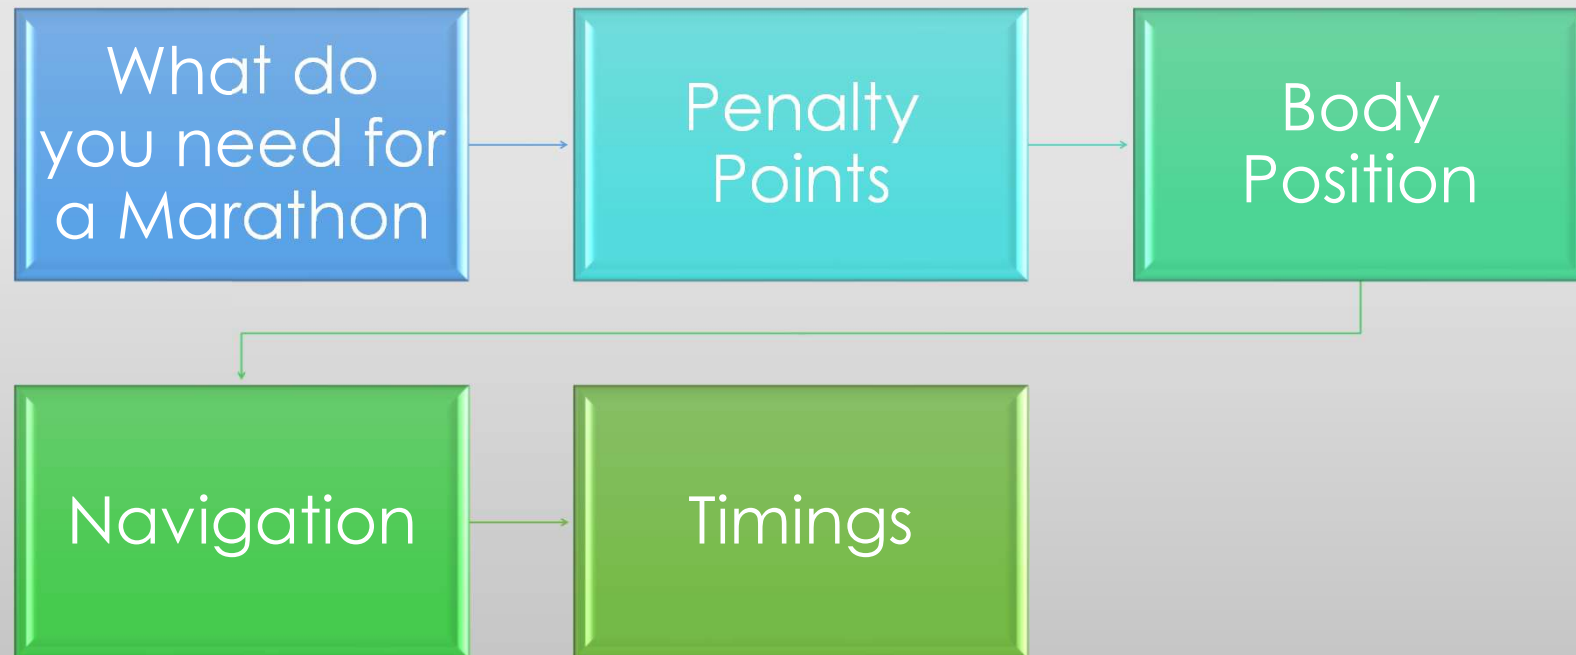 What do
you need for
a Marathon
Penalty
Points
Body
Position
Navigation
Timings